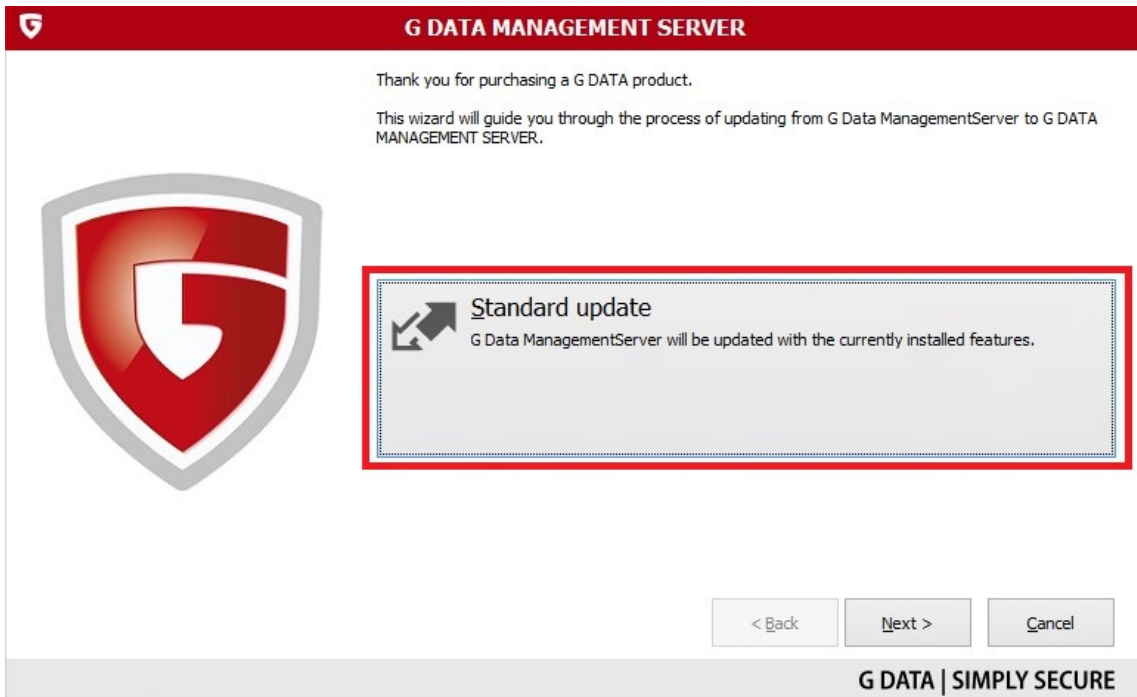 G DATA MANAGEMENT SERVER
Thank you for purchasing a G DATA product.
This wizard will guide you through the process of updating from G Data ManagementServer to G DATA
MANAGEMENT SERVER.
Standard update
G Data ManagementServer will be updated with the currently installed features.
< Back
Next >
Cancel
G DATA | SIMPLY SECURE